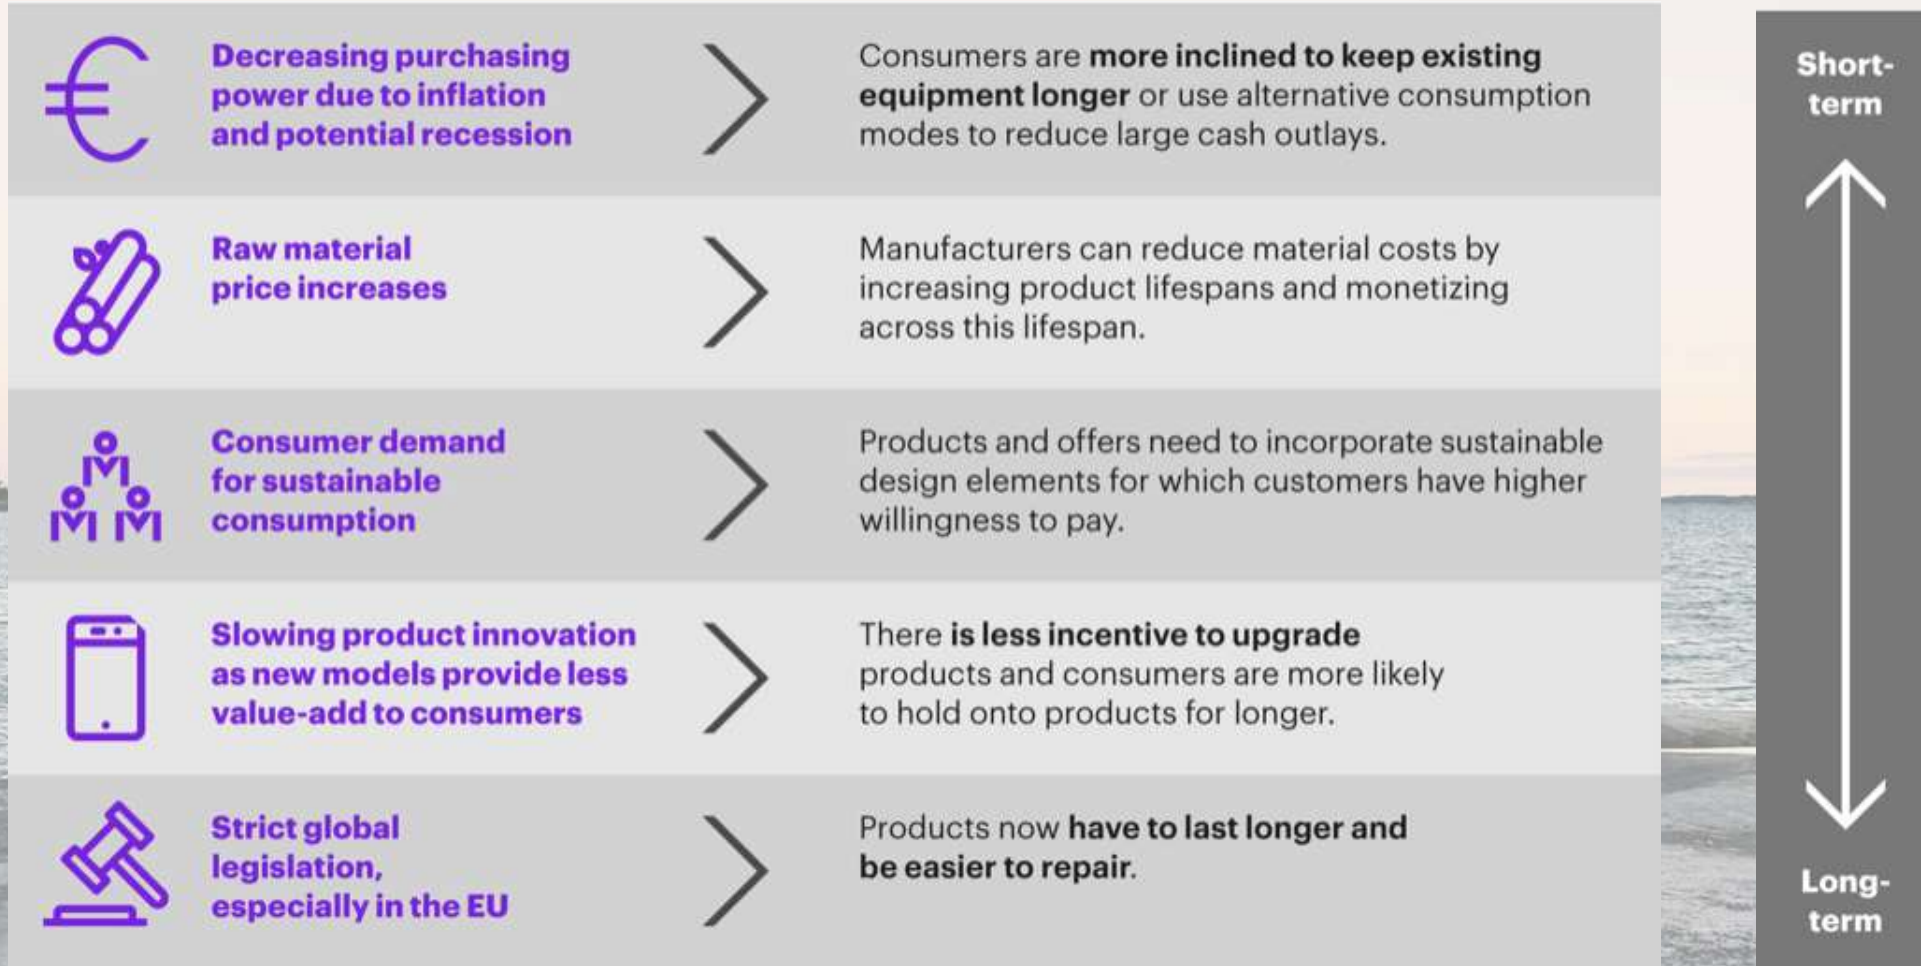 Decreasing purchasing
power due to inflation
and potential recession
Consumers are more inclined to keep existing
equipment longer or use alternative consumption
modes to reduce large cash outlays.
Raw material
price increases
Manufacturers can reduce material costs by
increasing product lifespans and monetizing
across this lifespan.
Consumer demand
for sustainable
consumption
Products and offers need to incorporate sustainable
design elements for which customers have higher
willingness to pay.
Slowing product innovation
as new models provide less
value-add to consumers
There is less incentive to upgrade
products and consumers are more likely
to hold onto products for longer.
Strict global
legislation,
especially in the EU
Products now have to last longer and
be easier to repair.
Short-
term
Long-
term